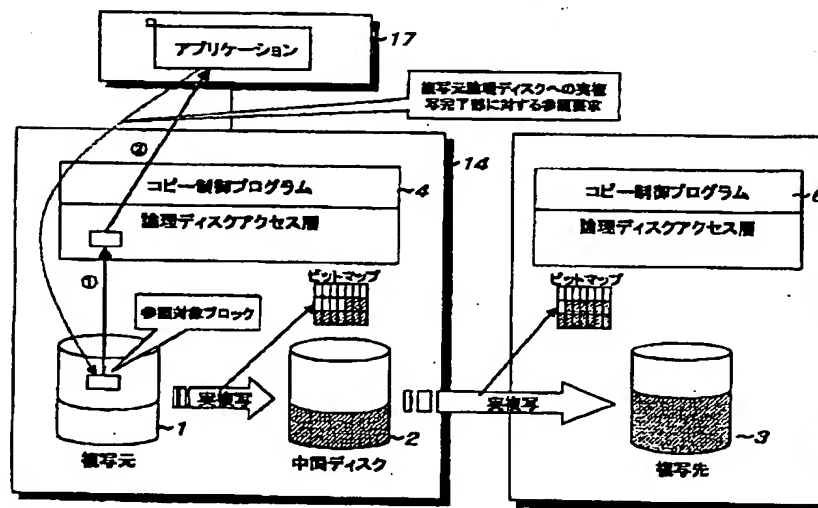 アプリケーション
17
複写元論理ディスクへの実複
写完了部に対する参照要求
②
14
コピー制御プログラム
4
論理ディスクアクセス層
コピー制御プログラム
6
論理ディスクアクセス層
①
ビットマップ
ビットマップ
参照対象ブロック
実複写
実複写
1
2
3
複写元
中間ディスク
複写先